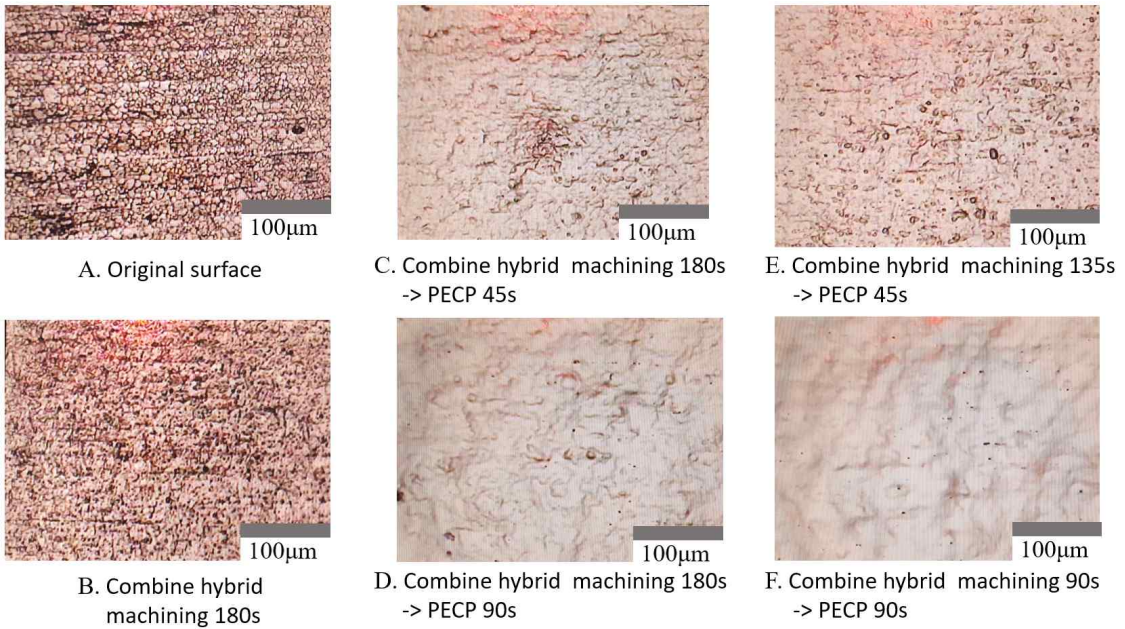 100μm
A. Original surface
100μm
B. Combine hybrid
machining 180s
100μm
C. Combine hybrid machining 180s
-> PECP 45s
100μm
D. Combine hybrid machining 180s
-> PECP 90s
100μm
E. Combine hybrid machining 135s
-> PECP 45s
100μm
F. Combine hybrid machining 90s
-> PECP 90s